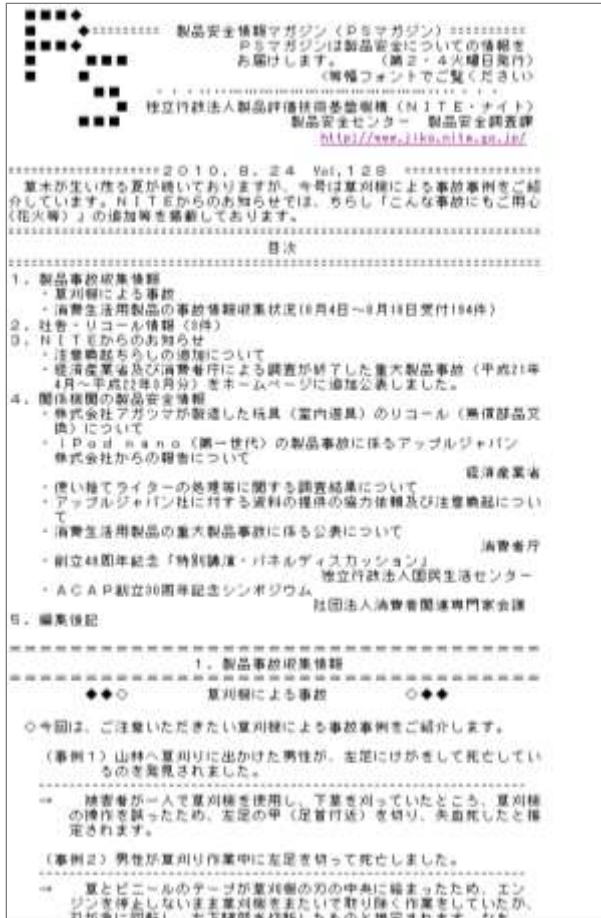 製品安全情報マガジン（PSマガジン）
PSマガジンは製品安全についての情報を
お届けします。 （第2・4火曜日発行）
（等幅フォントでご覧ください）
独立行政法人製品評価技術基盤機構（NITE・ナイト）
製品安全センター 製品安全調査課
http://www.jiko.nite.go.jp/
2010．8．24 Vol.128
草木が生い茂る夏が続いておりますが、今号は草刈機による事故事例をご紹
介しています。NITEからのお知らせでは、ちらし「こんな事故にもご用心
（花火等）」の追加等を掲載しております。
目次
1．製品事故収集情報
・草刈機による事故
・消費生活用製品の事故情報収集状況(8月4日～8月18日受付194件)
2．社告・リコール情報（8件）
3．NITEからのお知らせ
・注意喚起ちらしの追加について
・経済産業省及び消費者庁による調査が終了した重大製品事故（平成21年
4月～平成22年8月分）をホームページに追加公表しました。
4．関係機関の製品安全情報
・株式会社アガツマが製造した玩具（室内遊具）のリコール（無償部品交
換）について
・iPod nano（第一世代）の製品事故に係るアップルジャパン
株式会社からの報告について
経済産業省
・使い捨てライターの処理等に関する調査結果について
・アップルジャパン社に対する資料の提供の協力依頼及び注意喚起につい
て
・消費生活用製品の重大製品事故に係る公表について
消費者庁
・創立40周年記念「特別講演・パネルディスカッション」
独立行政法人国民生活センター
・ACAP創立30周年記念シンポジウム
社団法人消費者関連専門家会議
5．編集後記
1．製品事故収集情報
◆◆◇ 草刈機による事故 ◇◆◆
◇今回は、ご注意いただきたい草刈機による事故事例をご紹介します。
（事例1）山林へ草刈りに出かけた男性が、左足にけがをして死亡してい
るのを発見されました。
→ 被害者が一人で草刈機を使用し、下草を刈っていたところ、草刈機
の操作を誤ったため、左足の甲（足首付近）を切り、失血死したと推
定されます。
（事例2）男性が草刈り作業中に左足を切って死亡しました。
→ 草とビニールのテープが草刈機の刃の中央に絡まったため、エン
ジンを停止しないまま草刈機をまたいで取り除く作業をしていたが、